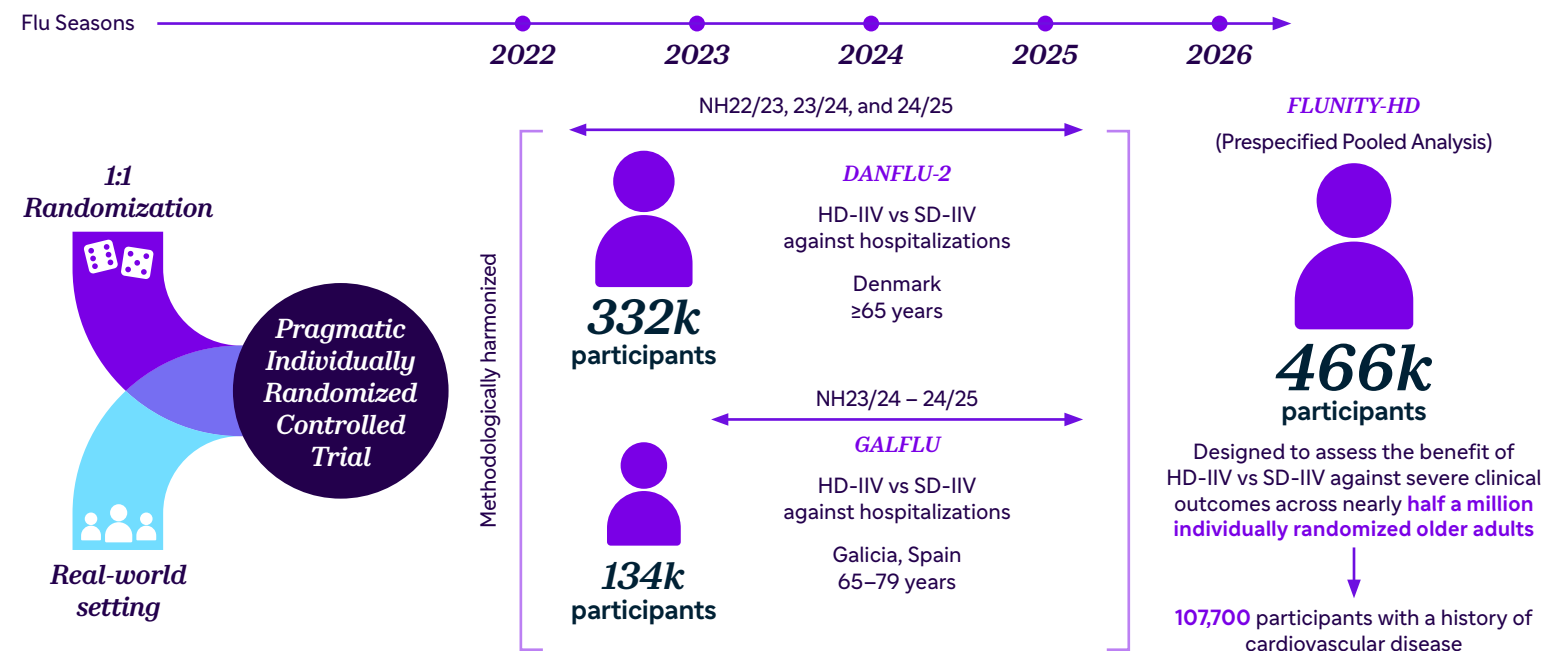 Flu Seasons
2022
2023
2024
2025
2026
1:1
Randomization
Pragmatic
Individually
Randomized
Controlled
Trial
Real-world
setting
Methodologically harmonized
NH22/23, 23/24, and 24/25
DANFLU-2
HD-IIV vs SD-IIV
against hospitalizations
Denmark
≥65 years
332k
participants
NH23/24 – 24/25
GALFLU
HD-IIV vs SD-IIV
against hospitalizations
Galicia, Spain
65–79 years
134k
participants
FLUNITY-HD
(Prespecified Pooled Analysis)
466k
participants
Designed to assess the benefit of
HD-IIV vs SD-IIV against severe clinical
outcomes across nearly half a million
individually randomized older adults
107,700 participants with a history of
cardiovascular disease